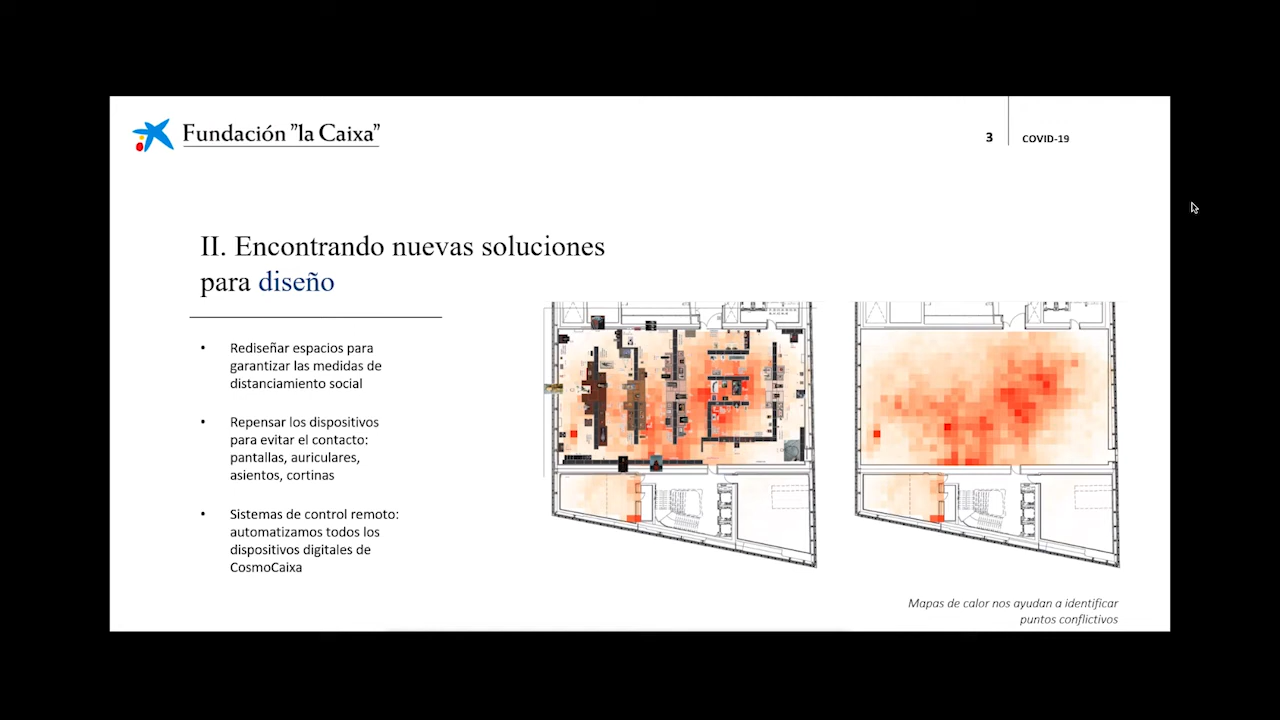 Fundación "la Caixa"
3
COVID-19
II. Encontrando nuevas soluciones
para diseño
• Rediseñar espacios para
garantizar las medidas de
distanciamiento social
• Repensar los dispositivos
para evitar el contacto:
pantallas, auriculares,
asientos, cortinas
• Sistemas de control remoto:
automatizamos todos los
dispositivos digitales de
CosmoCaixa
Mapas de calor nos ayudan a identificar
puntos conflictivos